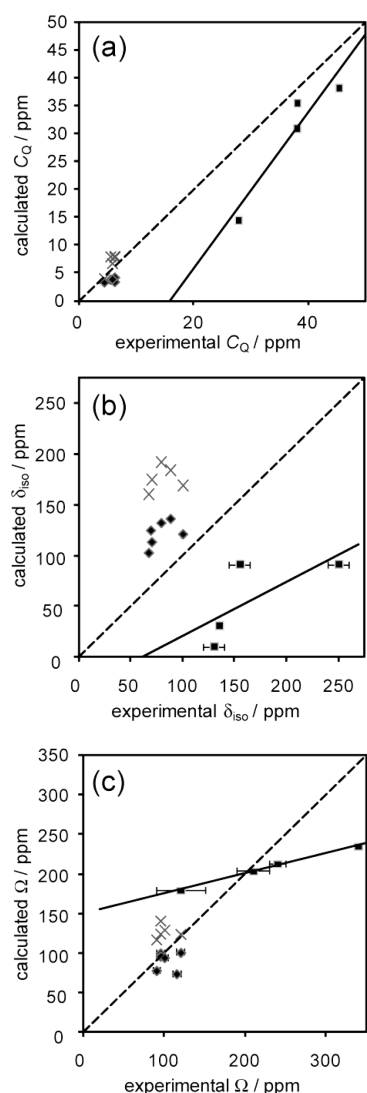 (a)
50
45
40
35
30
25
20
15
10
5
0
calculated CQ / ppm
0 20 40
experimental CQ / ppm
(b)
250
200
150
100
50
0
calculated δiso / ppm
0 50 100 150 200 250
experimental δiso / ppm
(c)
350
300
250
200
150
100
50
0
calculated Ω / ppm
0 100 200 300
experimental Ω / ppm